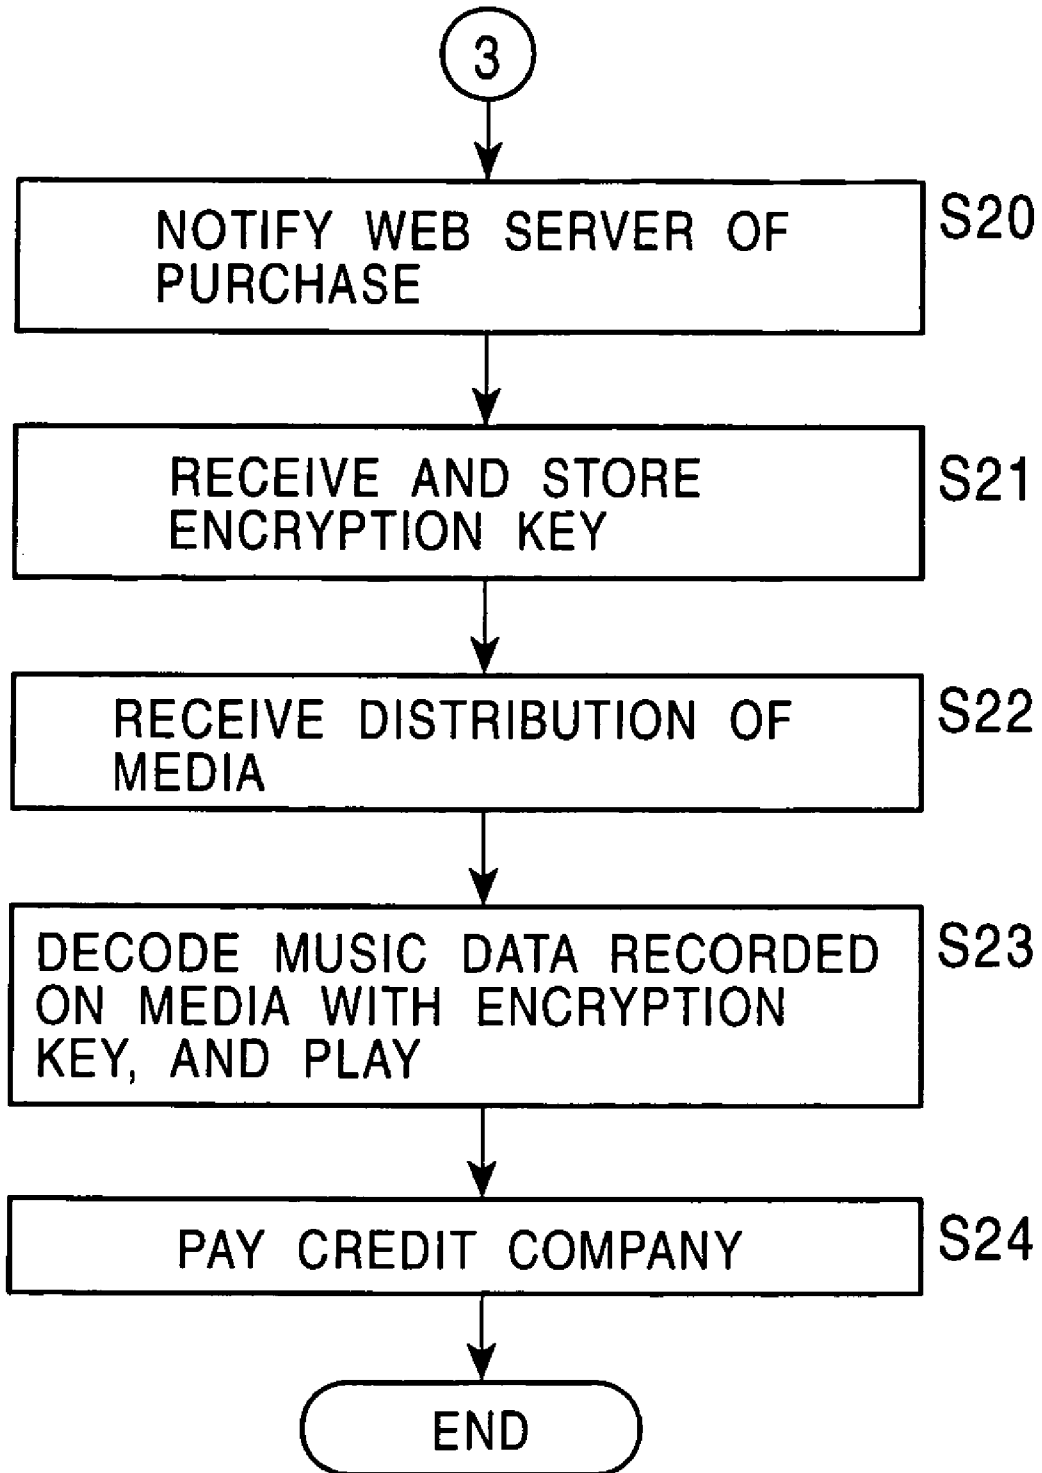 3
NOTIFY WEB SERVER OF
PURCHASE
S20
RECEIVE AND STORE
ENCRYPTION KEY
S21
RECEIVE DISTRIBUTION OF
MEDIA
S22
DECODE MUSIC DATA RECORDED
ON MEDIA WITH ENCRYPTION
KEY, AND PLAY
S23
PAY CREDIT COMPANY
S24
END